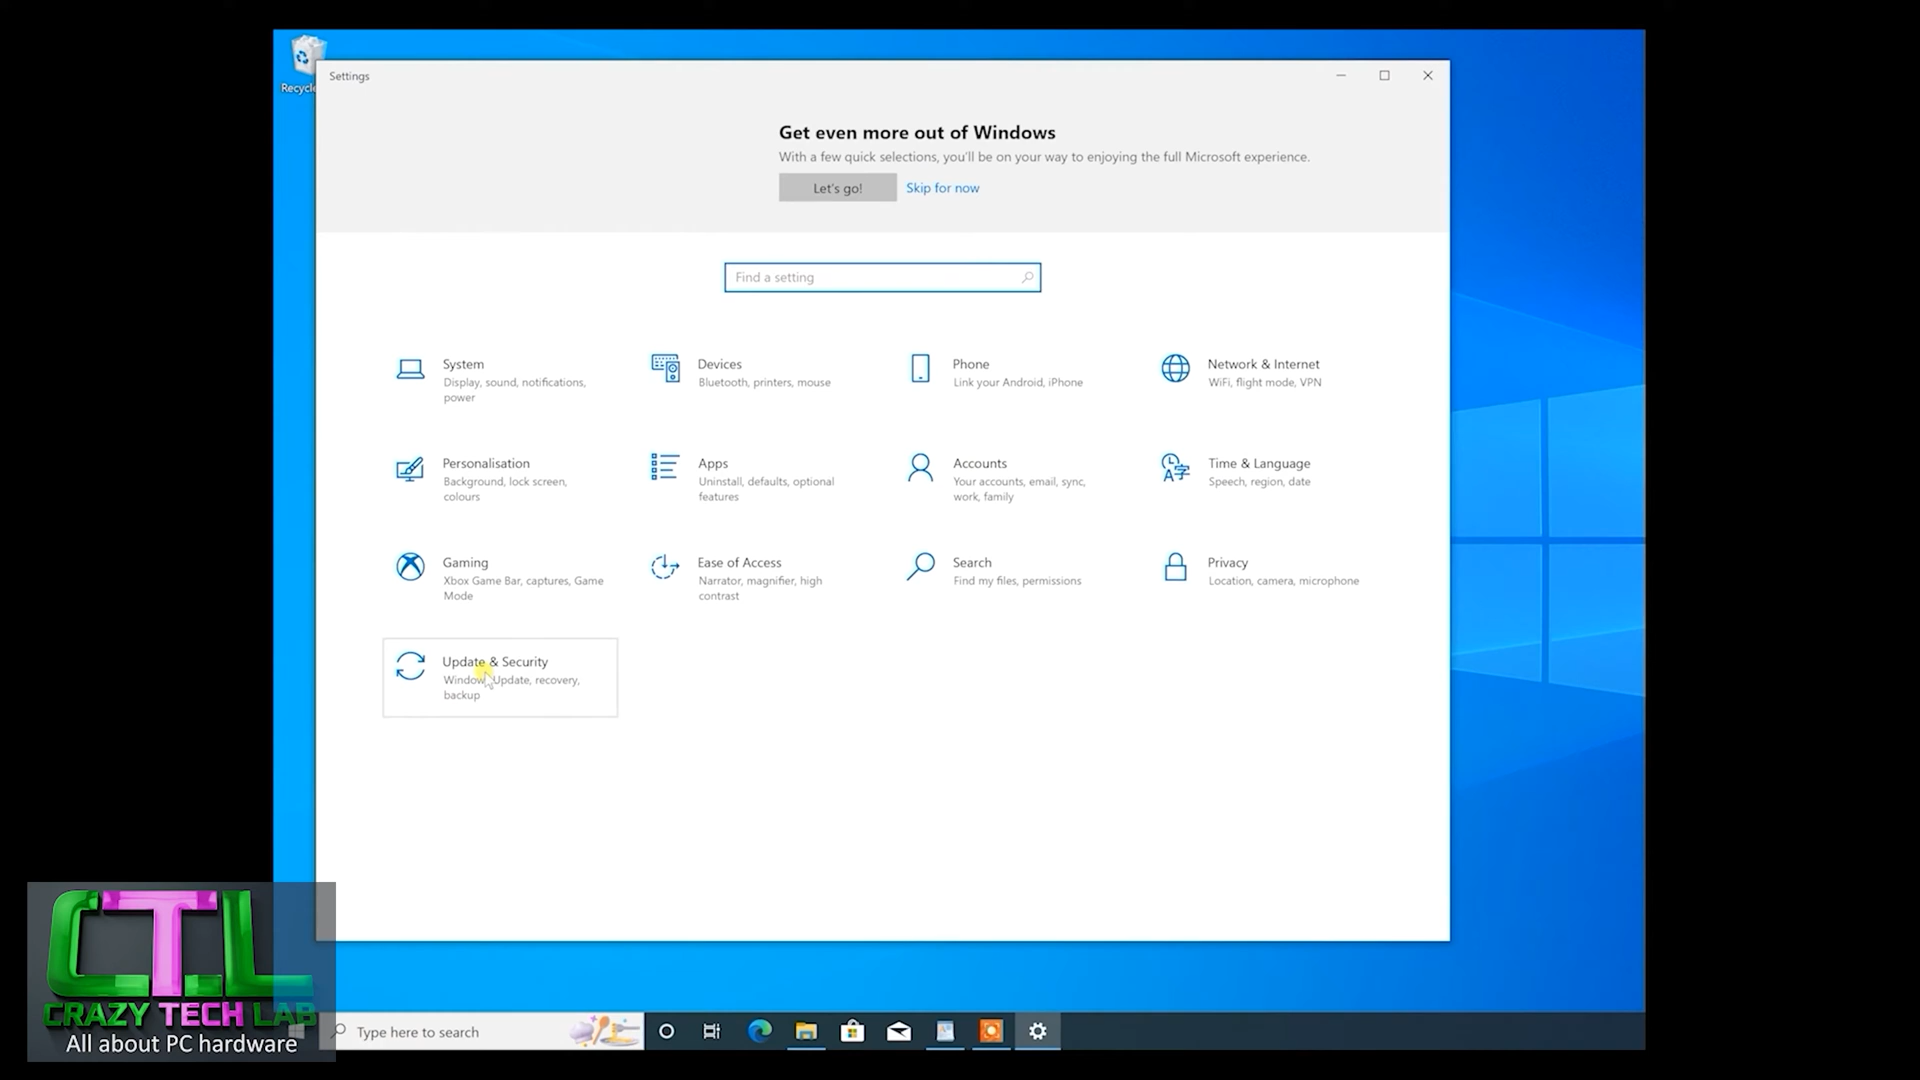 Recycle
Settings
Get even more out of Windows
With a few quick selections, you'll be on your way to enjoying the full Microsoft experience.
Let's go!
Skip for now
Find a setting
System
Display, sound, notifications,
power
Devices
Bluetooth, printers, mouse
Phone
Link your Android, iPhone
Network & Internet
WiFi, flight mode, VPN
Personalisation
Background, lock screen,
colours
Apps
Uninstall, defaults, optional
features
Accounts
Your accounts, email, sync,
work, family
Time & Language
Speech, region, date
Gaming
Xbox Game Bar, captures, Game
Mode
Ease of Access
Narrator, magnifier, high
contrast
Search
Find my files, permissions
Privacy
Location, camera, microphone
Update & Security
Windows Update, recovery,
backup
CTL
CRAZY TECH LAB
All about PC hardware
Type here to search